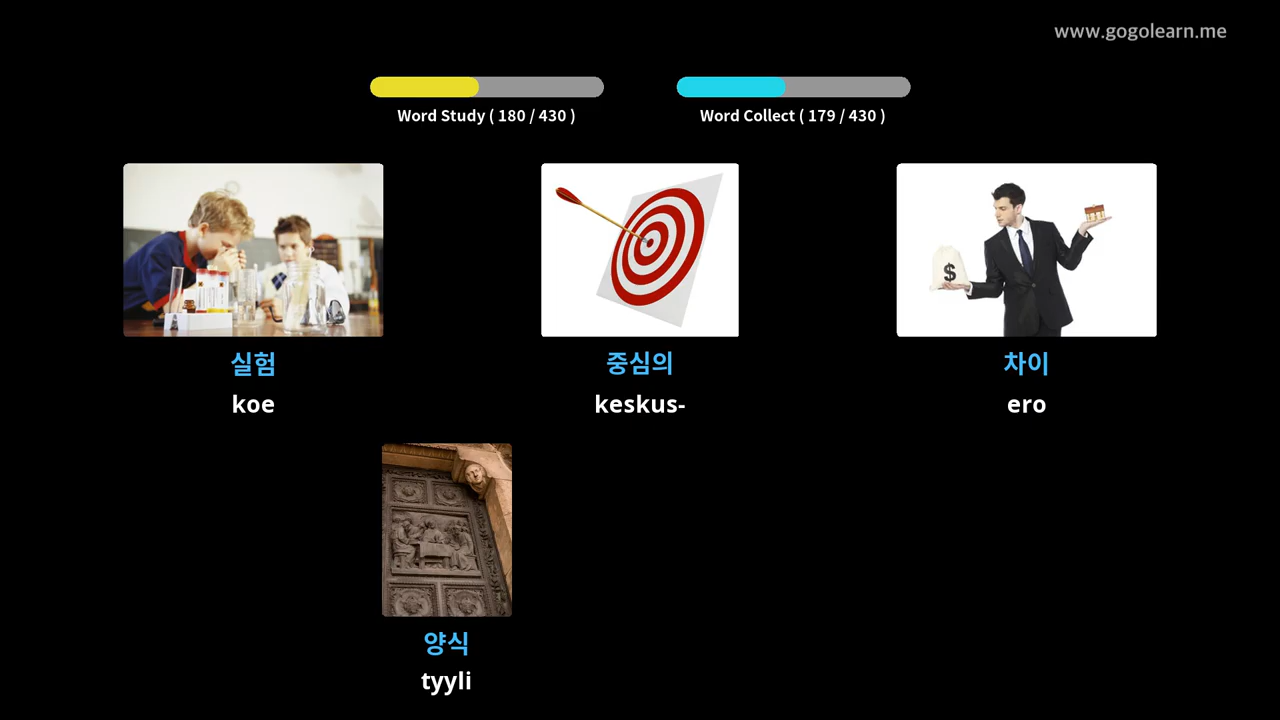 www.gogolearn.me
Word Study ( 180 / 430 )
Word Collect ( 179 / 430 )
실험
koe
중심의
keskus-
차이
ero
양식
tyyli